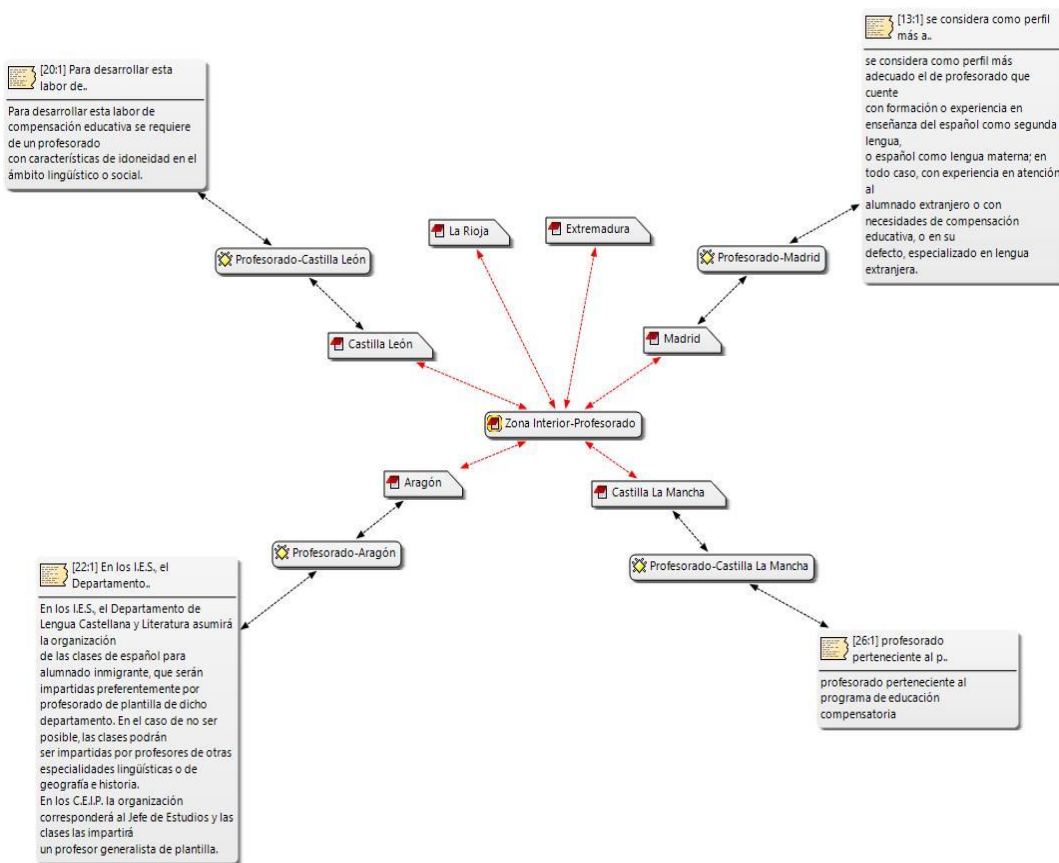 [13:1] se considera como perfil
más a..
se considera como perfil más
adecuado el de profesorado que
cuente
con formación o experiencia en
enseñanza del español como segunda
lengua,
o español como lengua materna; en
todo caso, con experiencia en atención
al
alumnado extranjero o con
necesidades de compensación
educativa, o en su
defecto, especializado en lengua
extranjera.
[20:1] Para desarrollar esta
labor de..
Para desarrollar esta labor de
compensación educativa se requiere
de un profesorado
con características de idoneidad en el
ámbito lingüístico o social.
La Rioja
Extremadura
Profesorado-Castilla León
Profesorado-Madrid
Castilla León
Madrid
Zona Interior-Profesorado
Aragón
Castilla La Mancha
Profesorado-Aragón
Profesorado-Castilla La Mancha
[22:1] En los I.E.S., el
Departamento..
En los I.E.S., el Departamento de
Lengua Castellana y Literatura asumirá
la organización
de las clases de español para
alumnado inmigrante, que serán
impartidas preferentemente por
profesorado de plantilla de dicho
departamento. En el caso de no ser
posible, las clases podrán
ser impartidas por profesores de otras
especialidades lingüísticas o de
geografía e historia.
En los C.E.I.P. la organización
corresponderá al Jefe de Estudios y las
clases las impartirá
un profesor generalista de plantilla.
[26:1] profesorado
perteneciente al p..
profesorado perteneciente al
programa de educación
compensatoria